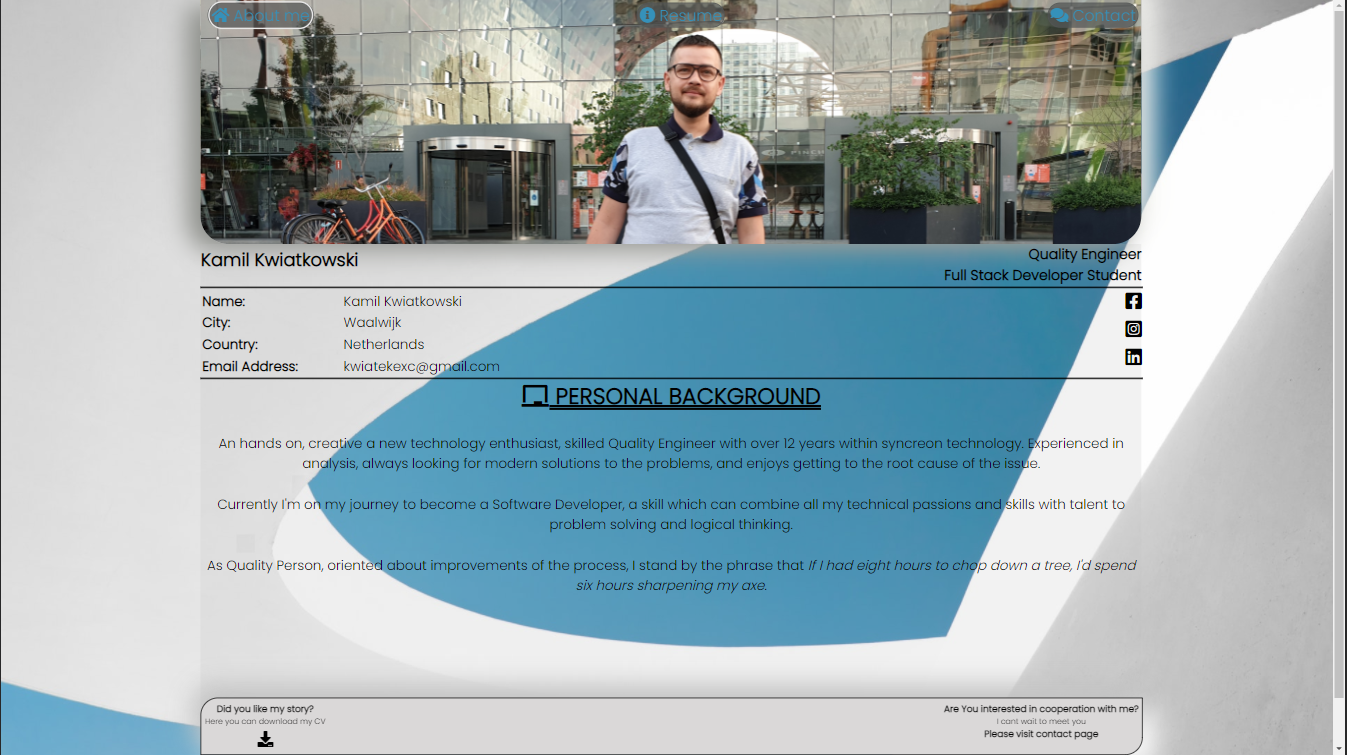 About me
Resume
Contact
Kamil Kwiatkowski
Quality Engineer
Full Stack Developer Student
Name: Kamil Kwiatkowski
City: Waalwijk
Country: Netherlands
Email Address: kwiatekexc@gmail.com
PERSONAL BACKGROUND
An hands on, creative a new technology enthusiast, skilled Quality Engineer with over 12 years within syncreon technology. Experienced in
analysis, always looking for modern solutions to the problems, and enjoys getting to the root cause of the issue.
Currently I'm on my journey to become a Software Developer, a skill which can combine all my technical passions and skills with talent to
problem solving and logical thinking.
As Quality Person, oriented about improvements of the process, I stand by the phrase that If I had eight hours to chop down a tree, I'd spend
six hours sharpening my axe.
Did you like my story?
Here you can download my CV
Are You interested in cooperation with me?
I cant wait to meet you
Please visit contact page